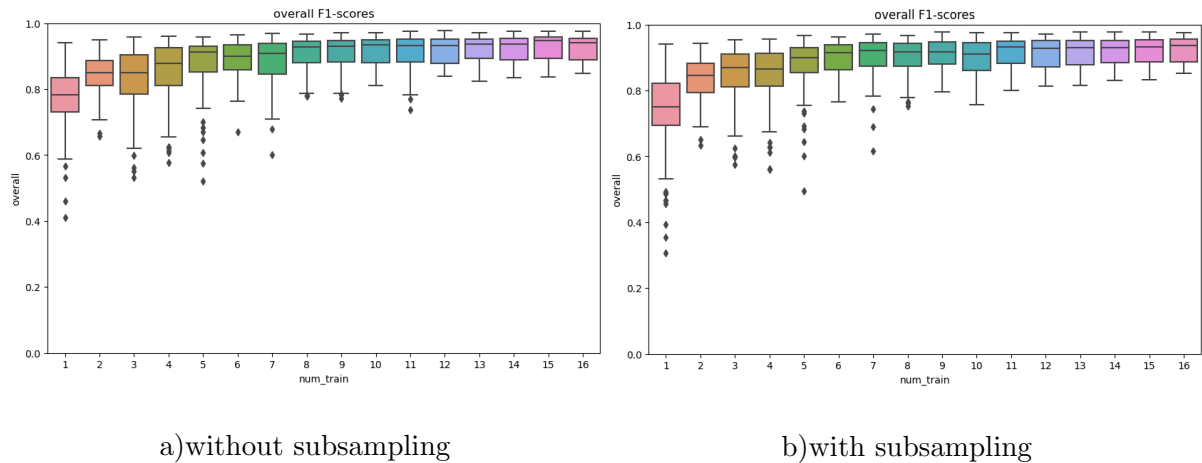 overall F1-scores
1.0
0.8
0.6
0.4
0.2
0.0
overall
1 2 3 4 5 6 7 8 9 10 11 12 13 14 15 16
num_train
a)without subsampling
overall F1-scores
1.0
0.8
0.6
0.4
0.2
0.0
overall
1 2 3 4 5 6 7 8 9 10 11 12 13 14 15 16
num_train
b)with subsampling